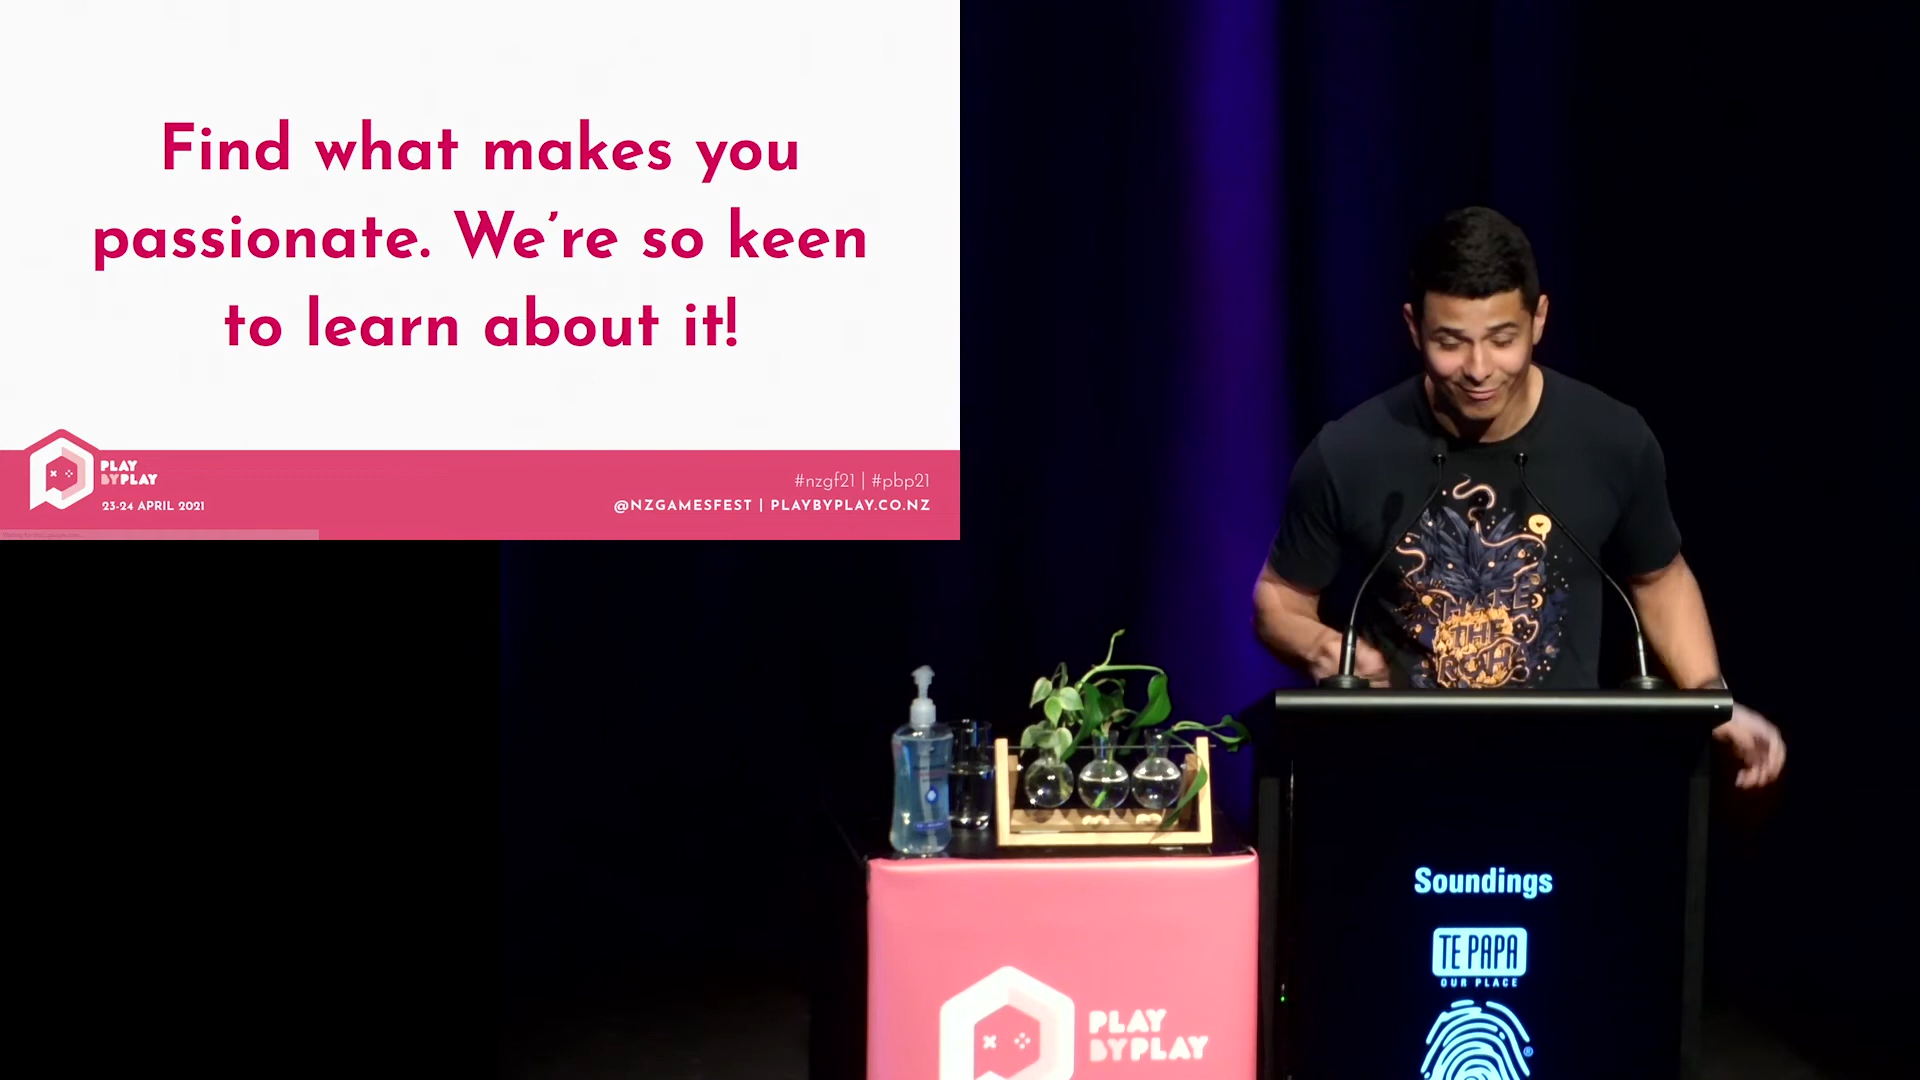 Find what makes you
passionate. We're so keen
to learn about it!
PLAY
BYPLAY
23-24 APRIL 2021
#nzgf21 | #pbp21
@NZGAMESFEST | PLAYBYPLAY.CO.NZ
THE
Soundings
TE PAPA
OUR PLACE
PLAY
BYPLAY